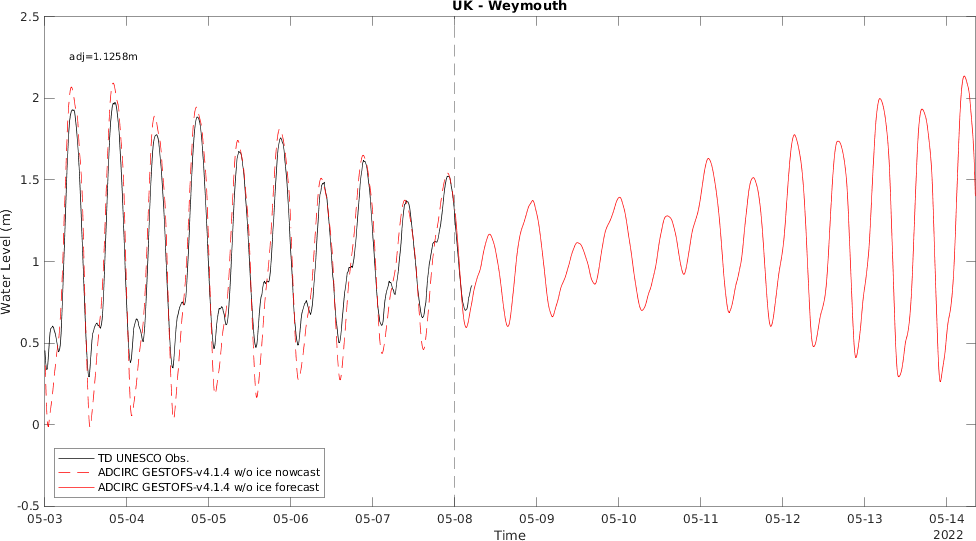 UK - Weymouth
2.5
2
1.5
1
0.5
0
-0.5
Water Level (m)
adj=1.1258m
TD UNESCO Obs.
ADCIRC GESTOFS-v4.1.4 w/o ice nowcast
ADCIRC GESTOFS-v4.1.4 w/o ice forecast
05-03 05-04 05-05 05-06 05-07 05-08 05-09 05-10 05-11 05-12 05-13 05-14
Time
2022